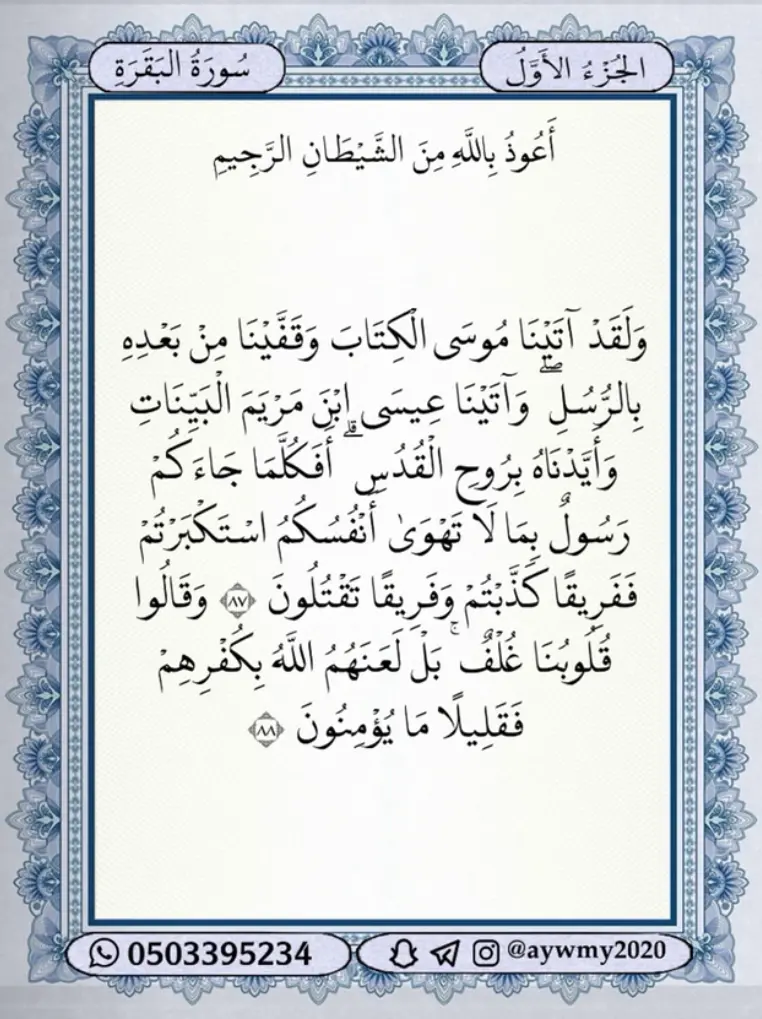 الجُزْءُ الأَوَّلُ
سُورَةُ البَقَرَةِ
أَعُوذُ بِاللَّهِ مِنَ الشَّيْطَانِ الرَّجِيمِ
وَلَقَدْ آتَيْنَا مُوسَى الْكِتَابَ وَقَفَّيْنَا مِنْ بَعْدِهِ
بِالرُّسُلِ ۖ وَآتَيْنَا عِيسَى ابْنَ مَرْيَمَ الْبَيِّنَاتِ
وَأَيَّدْنَاهُ بِرُوحِ الْقُدُسِ ۗ أَفَكُلَّمَا جَاءَكُمْ
رَسُولٌ بِمَا لَا تَهْوَىٰ أَنْفُسُكُمُ اسْتَكْبَرْتُمْ
فَفَرِيقًا كَذَّبْتُمْ وَفَرِيقًا تَقْتُلُونَ ۝٨٧ وَقَالُوا
قُلُوبُنَا غُلْفٌ ۚ بَلْ لَعَنَهُمُ اللَّهُ بِكُفْرِهِمْ
فَقَلِيلًا مَا يُؤْمِنُونَ ۝٨٨
0503395234
@aywmy2020